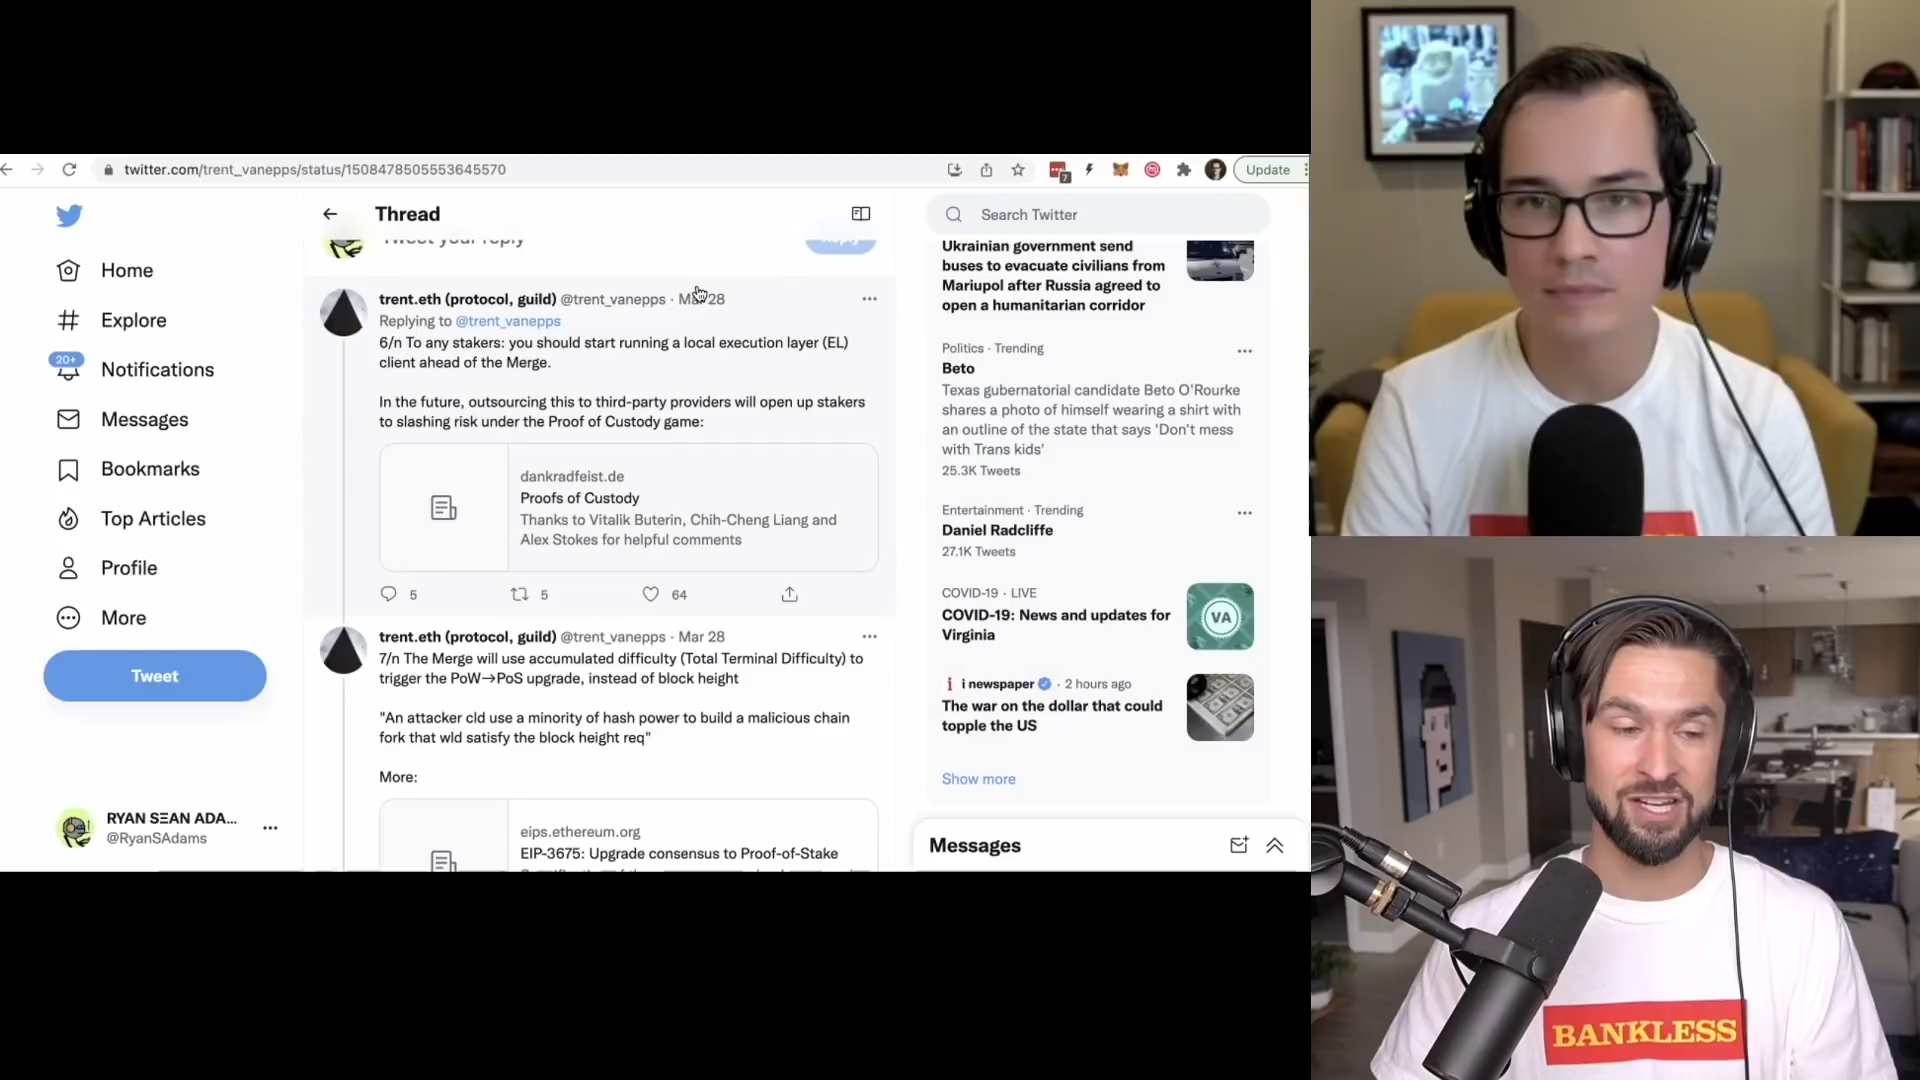 twitter.com/trent_vanepps/status/1508478505553645570
7
Update
Home
Explore
20+
Notifications
Messages
Bookmarks
Top Articles
Profile
More
Tweet
RYAN SΞAN ADA...
@RyanSAdams
Thread
Tweet your reply
Reply
trent.eth (protocol, guild) @trent_vanepps · Mar 28
Replying to @trent_vanepps
6/n To any stakers: you should start running a local execution layer (EL)
client ahead of the Merge.
In the future, outsourcing this to third-party providers will open up stakers
to slashing risk under the Proof of Custody game:
dankradfeist.de
Proofs of Custody
Thanks to Vitalik Buterin, Chih-Cheng Liang and
Alex Stokes for helpful comments
5
5
64
trent.eth (protocol, guild) @trent_vanepps · Mar 28
7/n The Merge will use accumulated difficulty (Total Terminal Difficulty) to
trigger the PoW→PoS upgrade, instead of block height
"An attacker cld use a minority of hash power to build a malicious chain
fork that wld satisfy the block height req"
More:
eips.ethereum.org
EIP-3675: Upgrade consensus to Proof-of-Stake
Search Twitter
Ukrainian government send
buses to evacuate civilians from
Mariupol after Russia agreed to
open a humanitarian corridor
Politics · Trending
Beto
Texas gubernatorial candidate Beto O'Rourke
shares a photo of himself wearing a shirt with
an outline of the state that says 'Don't mess
with Trans kids'
25.3K Tweets
Entertainment · Trending
Daniel Radcliffe
27.1K Tweets
COVID-19 · LIVE
COVID-19: News and updates for
Virginia
VA
i newspaper · 2 hours ago
The war on the dollar that could
topple the US
Show more
Messages
BANKLESS